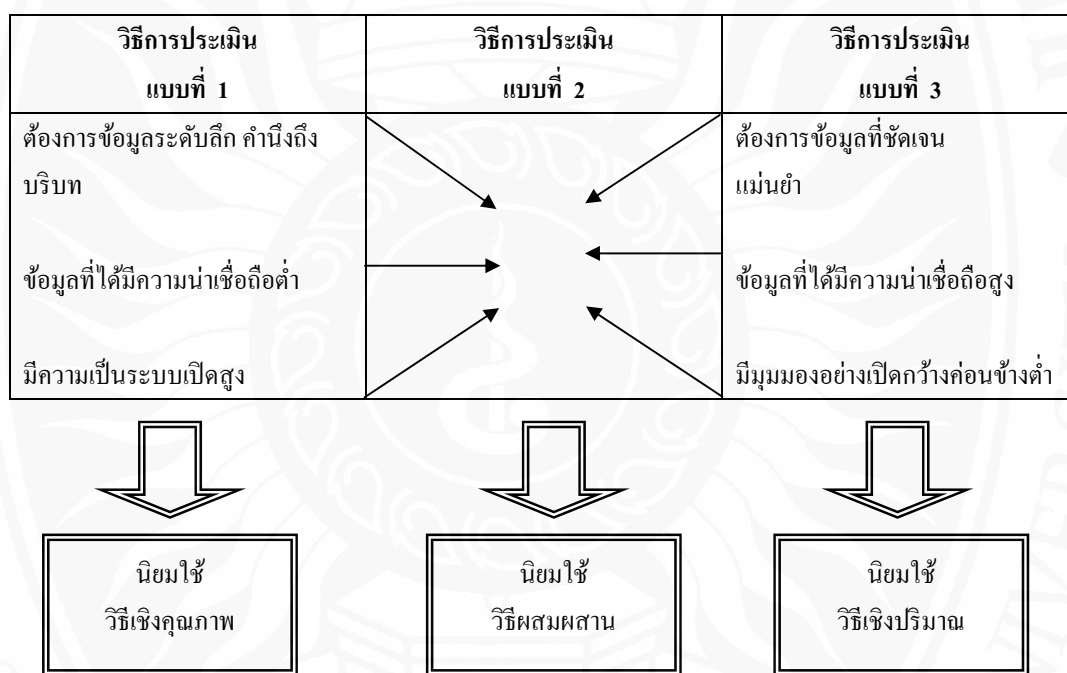 วิธีการประเมิน
แบบที่ 1
วิธีการประเมิน
แบบที่ 2
วิธีการประเมิน
แบบที่ 3
ต้องการข้อมูลระดับลึก คำนึงถึง
บริบท
ข้อมูลที่ได้มีความน่าเชื่อถือต่ำ
มีความเป็นระบบเปิดสูง
ต้องการข้อมูลที่ชัดเจน
แม่นยำ
ข้อมูลที่ได้มีความน่าเชื่อถือสูง
มีมุมมองอย่างเปิดกว้างค่อนข้างต่ำ
นิยมใช้
วิธีเชิงคุณภาพ
นิยมใช้
วิธีผสมผสาน
นิยมใช้
วิธีเชิงปริมาณ